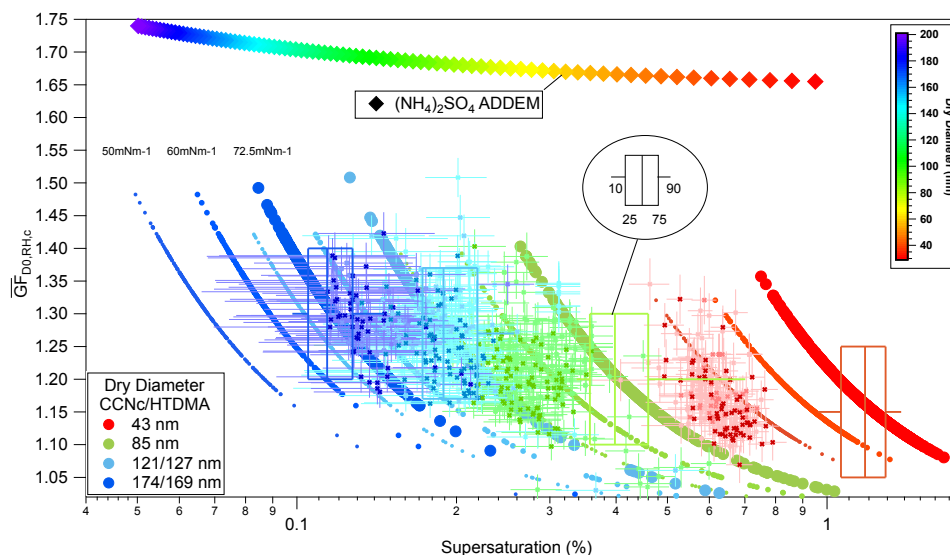 1.75
1.70
1.65
1.60
1.55
1.50
1.45
1.40
1.35
1.30
1.25
1.20
1.15
1.10
1.05
GF_D0,RH,c
(NH4)2SO4 ADDEM
50mNm-1 60mNm-1 72.5mNm-1
10 90
25 75
200
180
160
140
120
100
80
60
40
Dry Diameter
CCNc/HTDMA
43 nm
85 nm
121/127 nm
174/169 nm
4 5 6 7 8 9 0.1 2 3 4 5 6 7 8 9 1
Supersaturation (%)